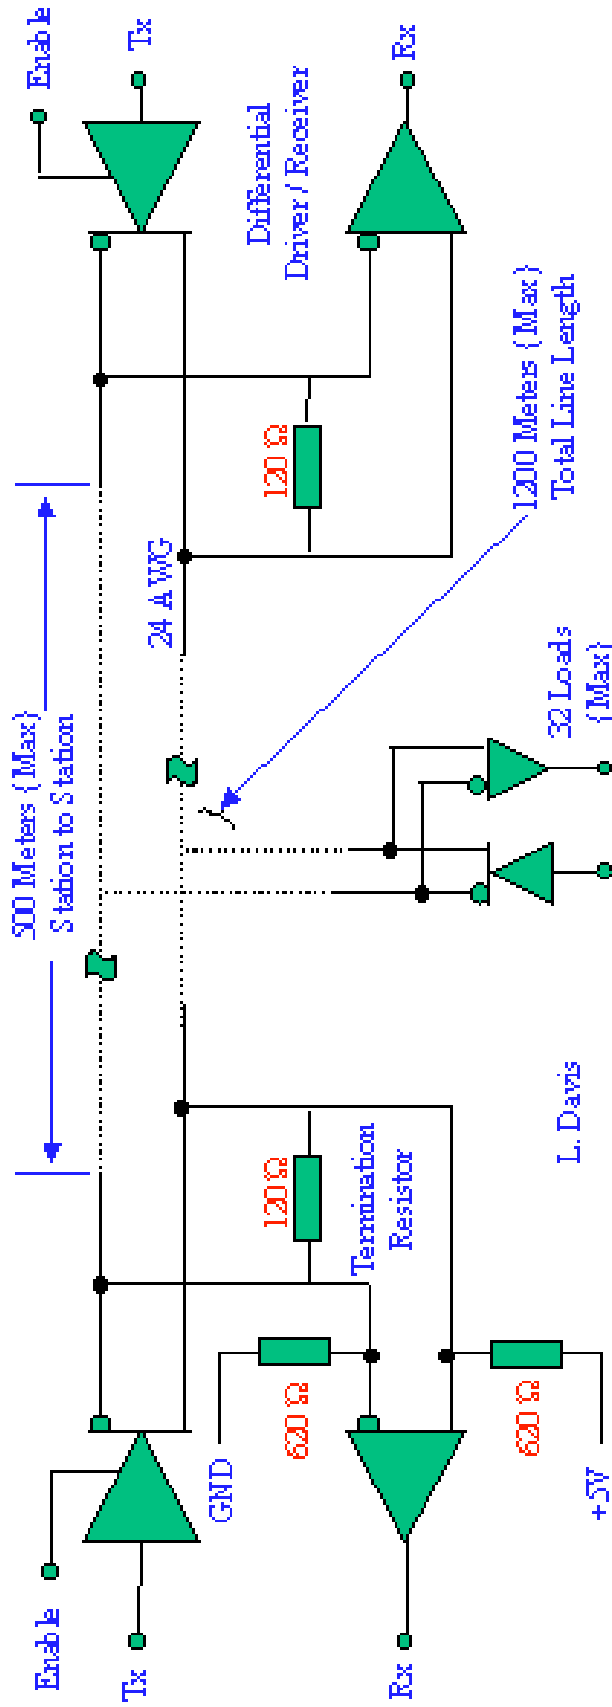 Enable
500 Meters {Max}
Station to Station
Enable
Tx
24 AWG
Tx
GND
120 Ω
120 Ω
Differential
Driver / Receiver
620 Ω
Termination
Resistor
Rx
Rx
620 Ω
1200 Meters {Max}
Total Line Length
+5V
L. Davis
32 Loads
{Max}